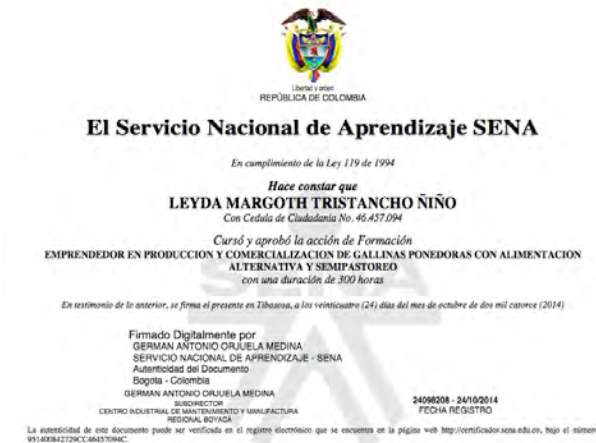 Libertad y orden
REPÚBLICA DE COLOMBIA
El Servicio Nacional de Aprendizaje SENA
En cumplimiento de la Ley 119 de 1994
Hace constar que
LEYDA MARGOTH TRISTANCHO ÑIÑO
Con Cedula de Ciudadania No. 46.457.094
Cursó y aprobó la acción de Formación
EMPRENDEDOR EN PRODUCCION Y COMERCIALIZACION DE GALLINAS PONEDORAS CON ALIMENTACION
ALTERNATIVA Y SEMIPASTOREO
con una duración de 300 horas
En testimonio de lo anterior, se firma el presente en Tibasosa, a los veinticuatro (24) días del mes de octubre de dos mil catorce (2014)
Firmado Digitalmente por
GERMAN ANTONIO ORJUELA MEDINA
SERVICIO NACIONAL DE APRENDIZAJE - SENA
Autenticidad del Documento
Bogota - Colombia
GERMAN ANTONIO ORJUELA MEDINA
SUBDIRECTOR
CENTRO INDUSTRIAL DE MANTENIMIENTO Y MANUFACTURA
REGIONAL BOYACÁ
24098208 - 24/10/2014
FECHA REGISTRO
La autenticidad de este documento puede ser verificada en el registro electrónico que se encuentra en la página web http://certificados.sena.edu.co, bajo el número
951400842729CC46457094C.
SENA